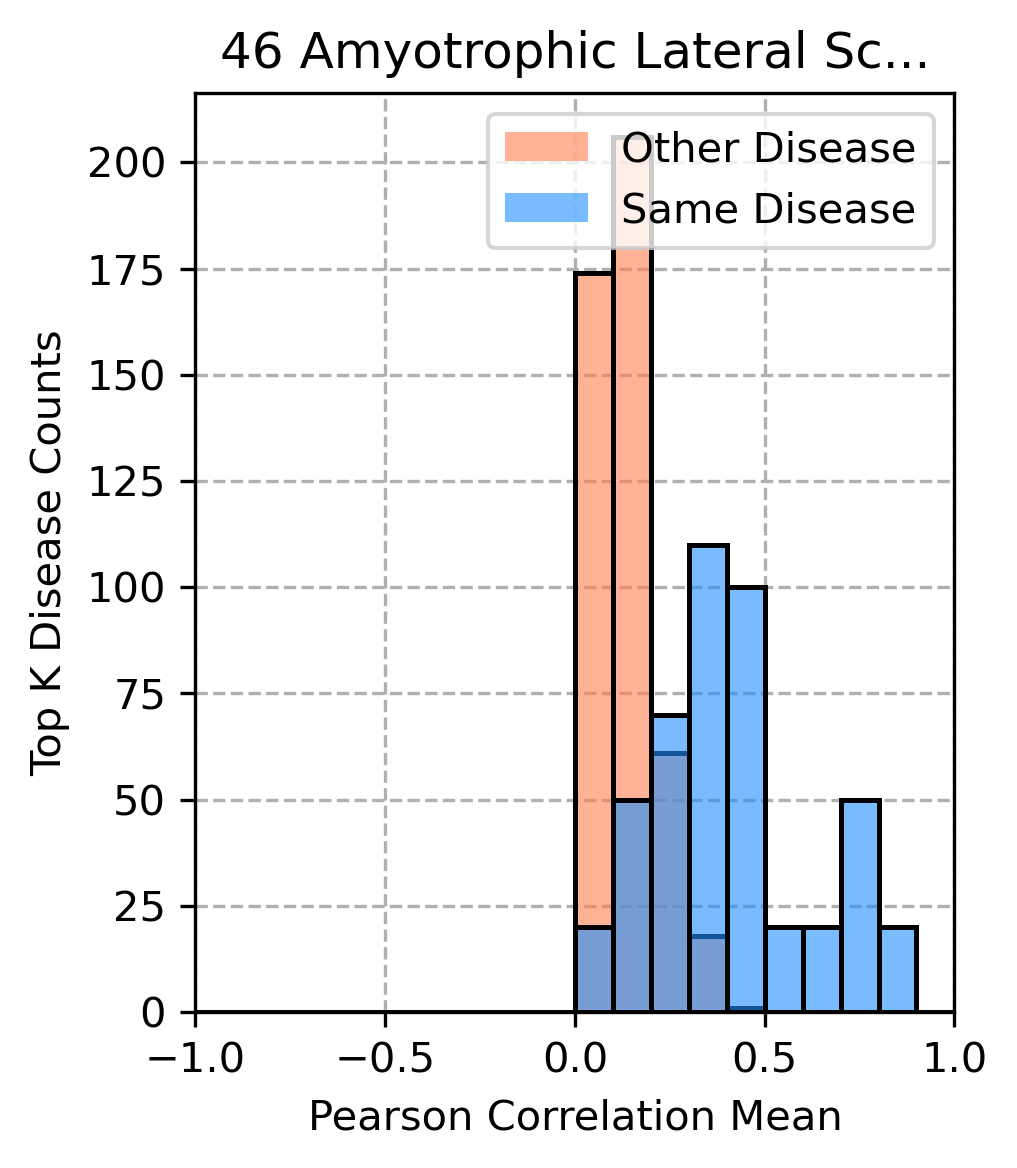 46 Amyotrophic Lateral Sc...
Other Disease
Same Disease
Top K Disease Counts
200
175
150
125
100
75
50
25
0
−1.0
−0.5
0.0
0.5
1.0
Pearson Correlation Mean